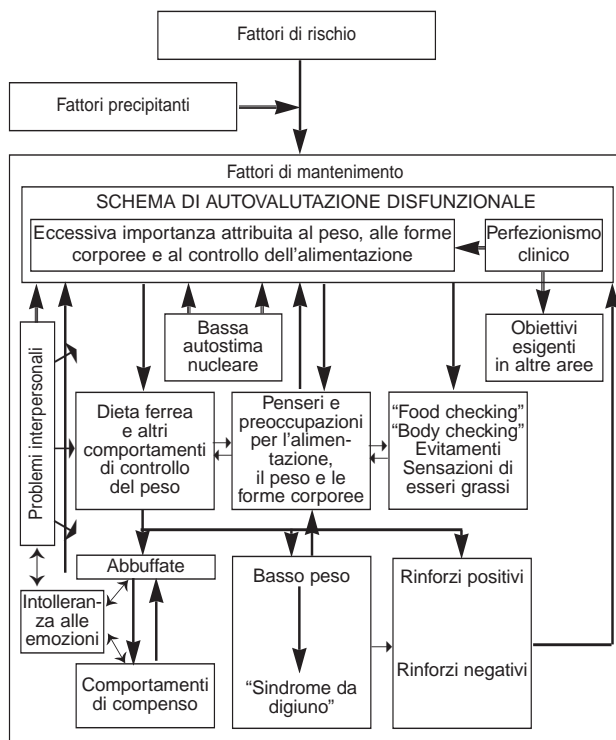 Fattori di rischio
Fattori precipitanti
Fattori di mantenimento
SCHEMA DI AUTOVALUTAZIONE DISFUNZIONALE
Eccessiva importanza attribuita al peso, alle forme
corporee e al controllo dell'alimentazione
Perfezionismo
clinico
Problemi interpersonali
Bassa
autostima
nucleare
Obiettivi
esigenti
in altre aree
Dieta ferrea
e altri
comportamenti
di controllo
del peso
Penseri e
preoccupazioni
per l'alimen-
tazione,
il peso e le
forme corporee
“Food checking”
“Body checking”
Evitamenti
Sensazioni di
esseri grassi
Abbuffate
Intolleran-
za alle
emozioni
Comportamenti
di compenso
Basso peso
“Sindrome da
digiuno”
Rinforzi positivi
Rinforzi negativi